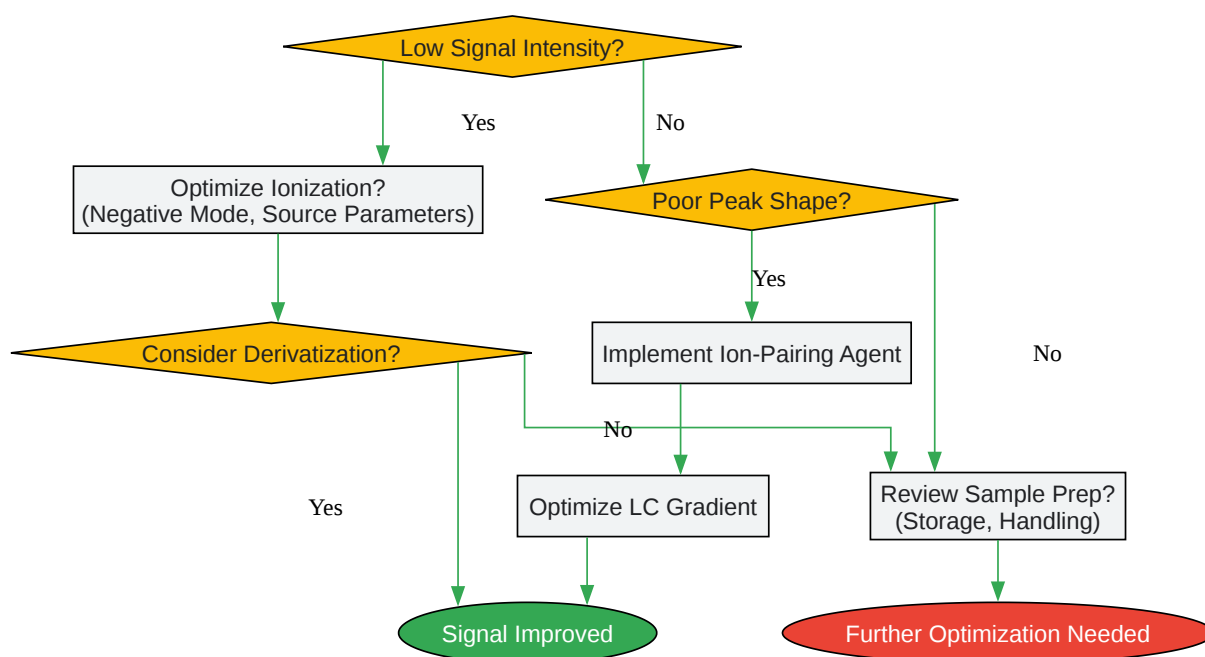 Low Signal Intensity?
Yes
No
Optimize Ionization?
(Negative Mode, Source Parameters)
Poor Peak Shape?
Yes
Consider Derivatization?
Implement Ion-Pairing Agent
No
No
Yes
Optimize LC Gradient
Review Sample Prep?
(Storage, Handling)
Signal Improved
Further Optimization Needed